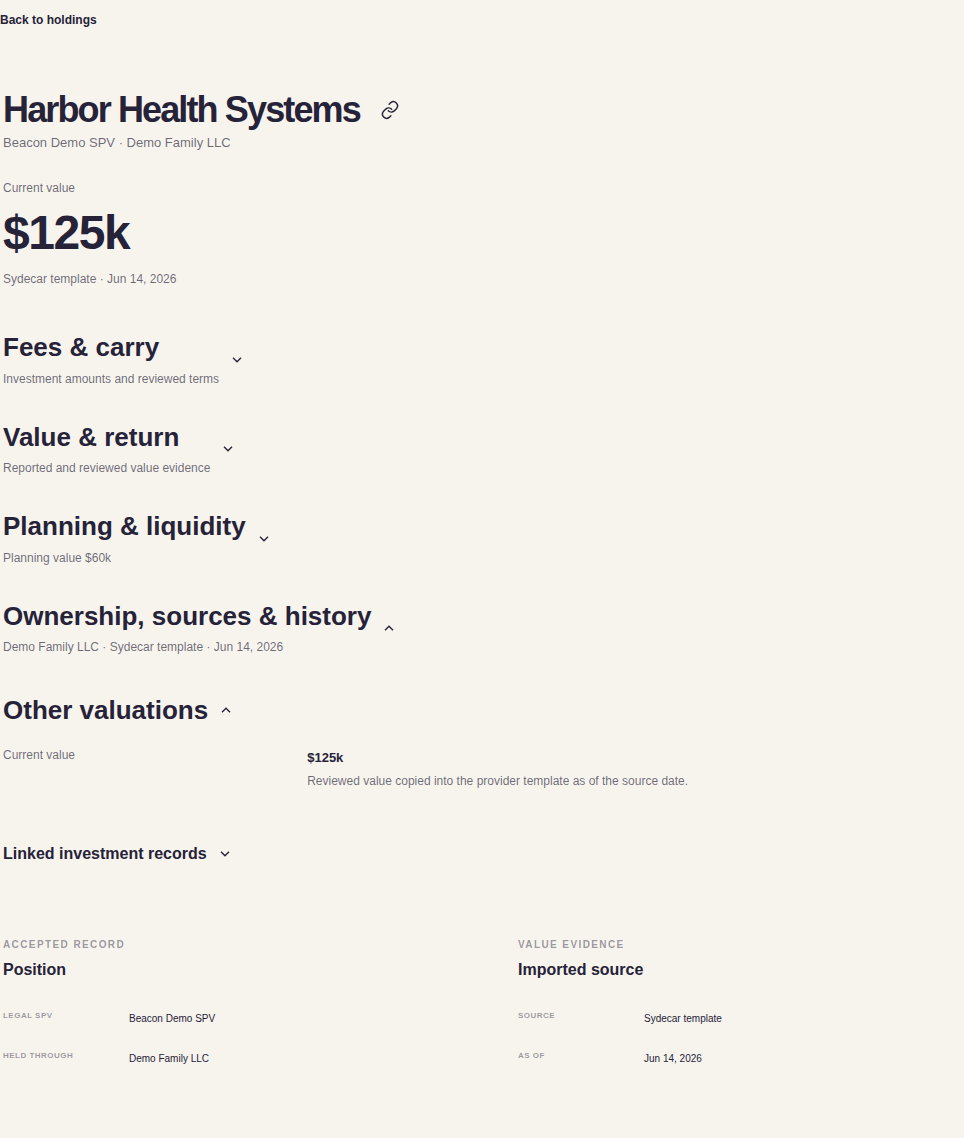 Back to holdings
Harbor Health Systems
Beacon Demo SPV · Demo Family LLC
Current value
$125k
Sydecar template · Jun 14, 2026
Fees & carry
Investment amounts and reviewed terms
Value & return
Reported and reviewed value evidence
Planning & liquidity
Planning value $60k
Ownership, sources & history
Demo Family LLC · Sydecar template · Jun 14, 2026
Other valuations
Current value
$125k
Reviewed value copied into the provider template as of the source date.
Linked investment records
ACCEPTED RECORD
Position
LEGAL SPV Beacon Demo SPV
HELD THROUGH Demo Family LLC
VALUE EVIDENCE
Imported source
SOURCE Sydecar template
AS OF Jun 14, 2026